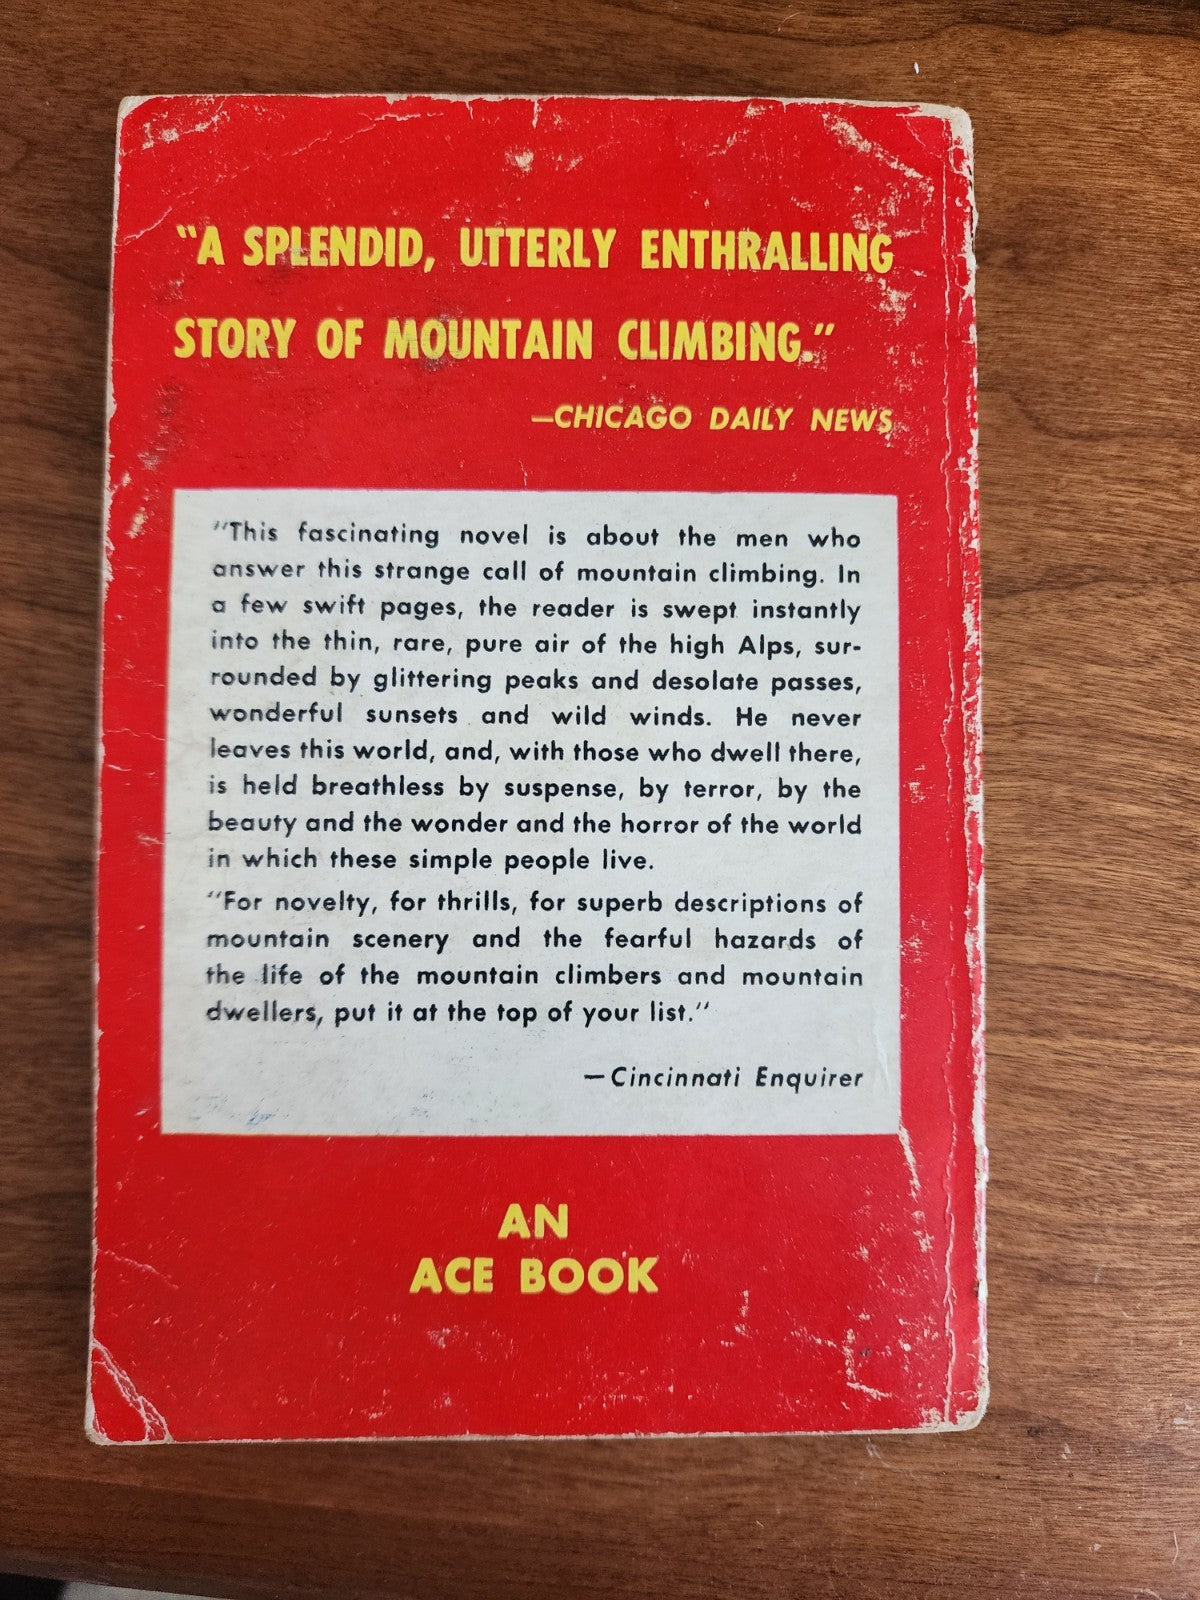 "A SPLENDID, UTTERLY ENTHRALLING
STORY OF MOUNTAIN CLIMBING."
—CHICAGO DAILY NEWS
"This fascinating novel is about the men who
answer this strange call of mountain climbing. In
a few swift pages, the reader is swept instantly
into the thin, rare, pure air of the high Alps, sur-
rounded by glittering peaks and desolate passes,
wonderful sunsets and wild winds. He never
leaves this world, and, with those who dwell there,
is held breathless by suspense, by terror, by the
beauty and the wonder and the horror of the world
in which these simple people live.
"For novelty, for thrills, for superb descriptions of
mountain scenery and the fearful hazards of
the life of the mountain climbers and mountain
dwellers, put it at the top of your list."
—Cincinnati Enquirer
AN
ACE BOOK